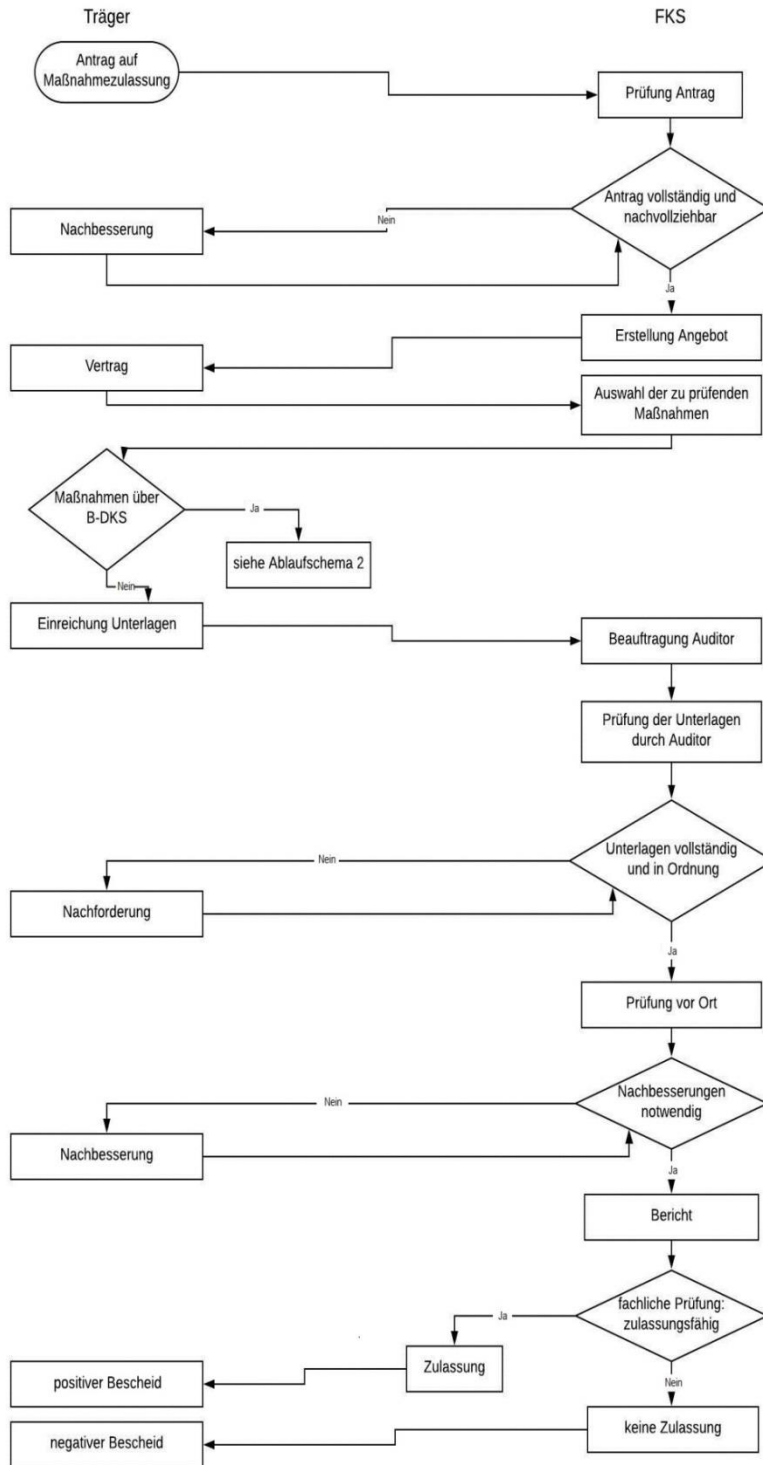 Träger
FKS
Antrag auf
Maßnahmezulassung
Prüfung Antrag
Antrag vollständig und
nachvollziehbar
Nein
Nachbesserung
Ja
Erstellung Angebot
Vertrag
Auswahl der zu prüfenden
Maßnahmen
Maßnahmen über
B-DKS
Ja
siehe Ablaufschema 2
Nein
Einreichung Unterlagen
Beauftragung Auditor
Prüfung der Unterlagen
durch Auditor
Unterlagen vollständig
und in Ordnung
Nein
Nachforderung
Ja
Prüfung vor Ort
Nachbesserungen
notwendig
Nein
Nachbesserung
Ja
Bericht
fachliche Prüfung:
zulassungsfähig
Ja
Zulassung
positiver Bescheid
Nein
keine Zulassung
negativer Bescheid